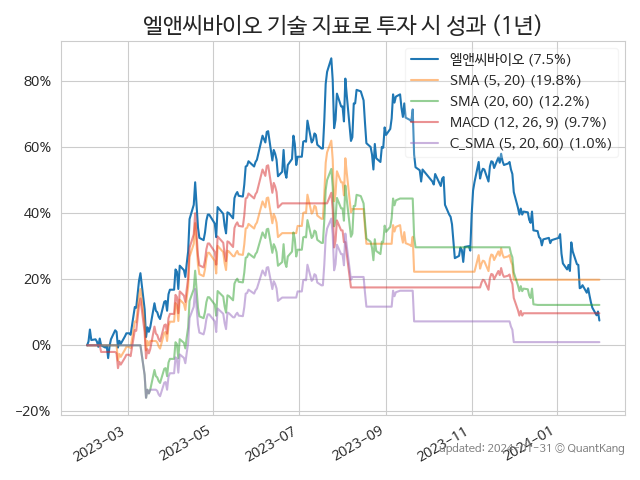 엘앤씨바이오 기술 지표로 투자 시 성과 (1년)
엘앤씨바이오 (7.5%)
SMA (5, 20) (19.8%)
SMA (20, 60) (12.2%)
MACD (12, 26, 9) (9.7%)
C_SMA (5, 20, 60) (1.0%)
80%
60%
40%
20%
0%
−20%
2023-03
2023-05
2023-07
2023-09
2023-11
2024-01
updated: 2024-01-31 © QuantKang